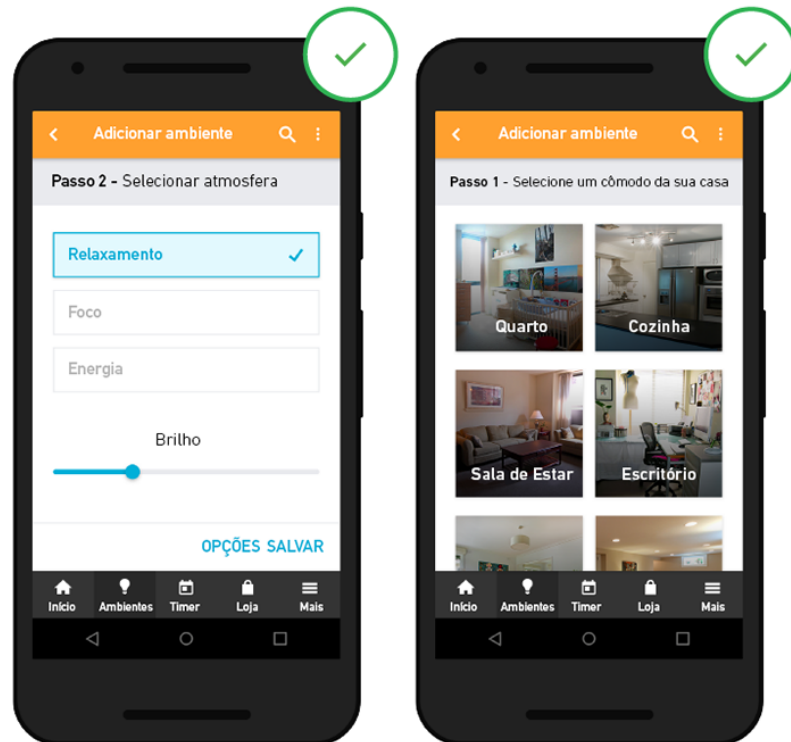 Adicionar ambiente
Passo 2 - Selecionar atmosfera
Relaxamento
Foco
Energia
Brilho
OPÇÕES SALVAR
Início Ambientes Timer Loja Mais
Adicionar ambiente
Passo 1 - Selecione um cômodo da sua casa
Quarto Cozinha
Sala de Estar Escritório
Início Ambientes Timer Loja Mais